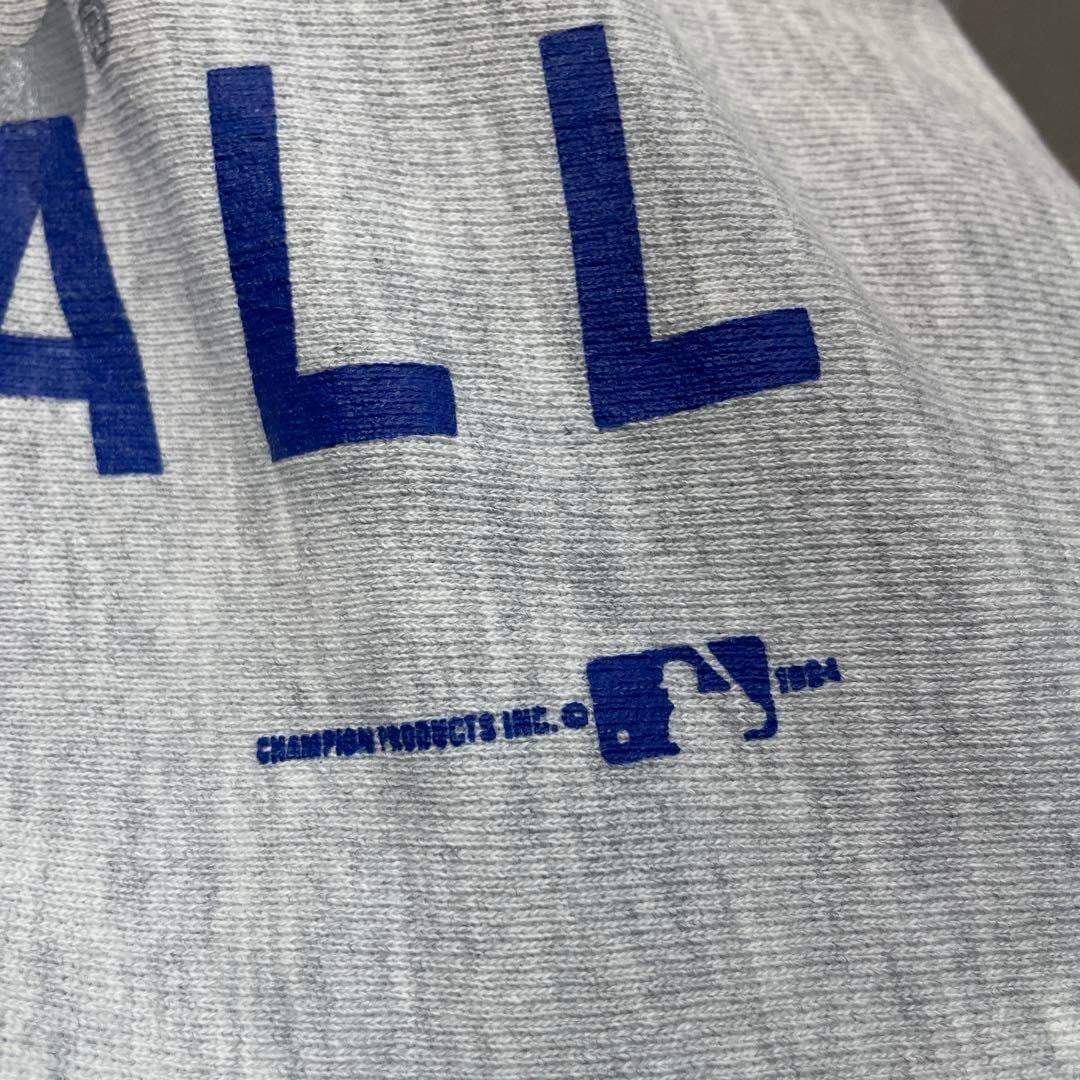 ALL
CHAMPION PRODUCTS INC. © 1994